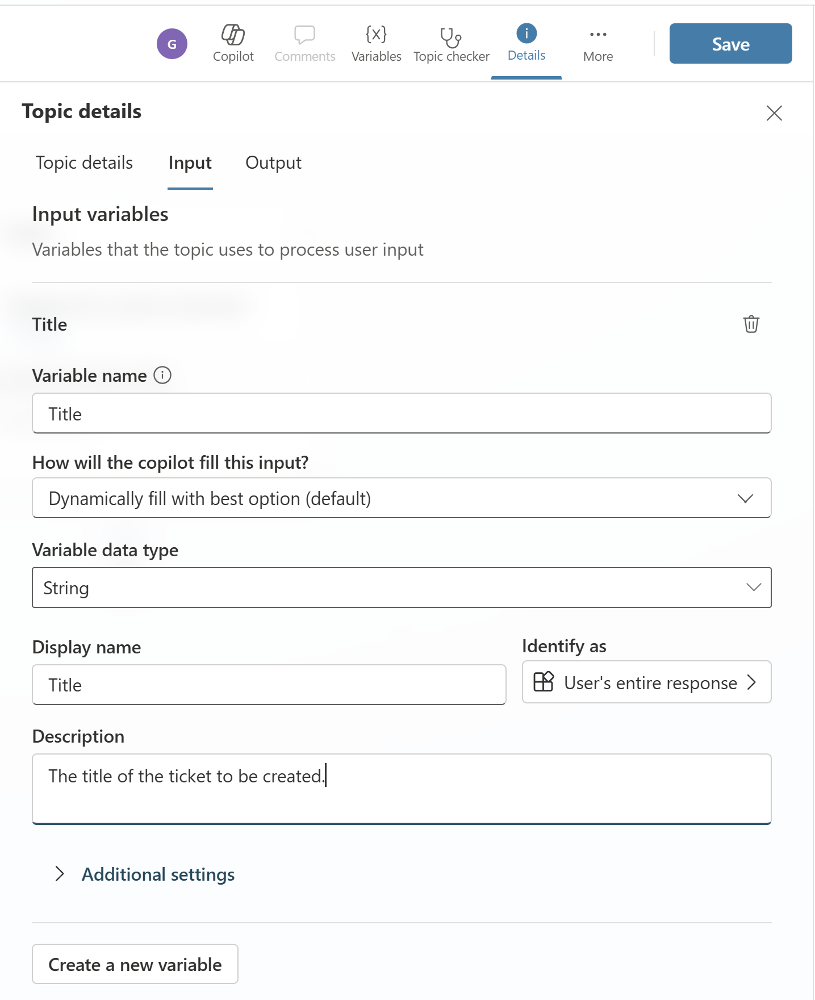 G
Copilot
Comments
{x}
Variables
Topic checker
Details
More
Save
Topic details
Topic details
Input
Output
Input variables
Variables that the topic uses to process user input
Title
Variable name
Title
How will the copilot fill this input?
Dynamically fill with best option (default)
Variable data type
String
Display name
Identify as
Title
User's entire response
Description
The title of the ticket to be created.
Additional settings
Create a new variable